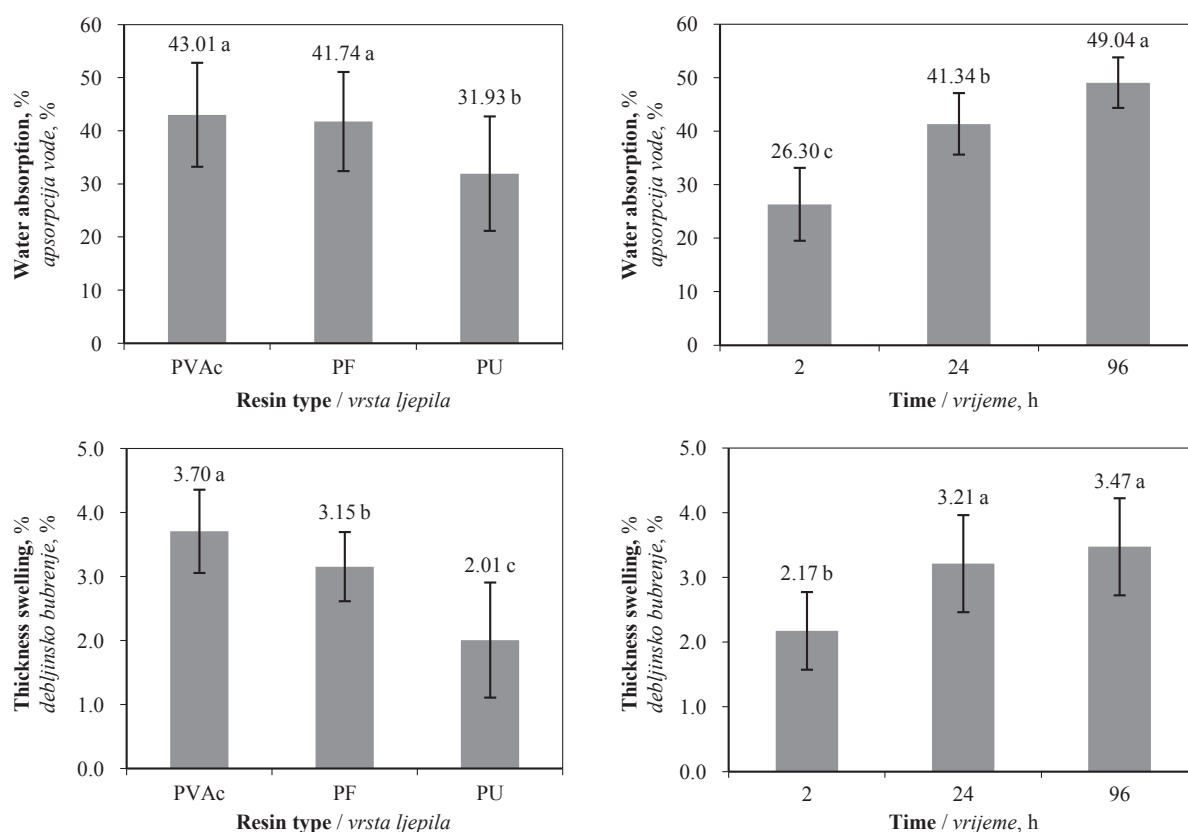 Water absorption, %
apsorpcija vode, %
60
50
40
30
20
10
0
43.01 a
41.74 a
31.93 b
PVAc PF PU
Resin type / vrsta ljepila
Water absorption, %
apsorpcija vode, %
60
50
40
30
20
10
0
26.30 c
41.34 b
49.04 a
2 24 96
Time / vrijeme, h
Thickness swelling, %
debljinsko bubrenje, %
5.0
4.0
3.0
2.0
1.0
0.0
3.70 a
3.15 b
2.01 c
PVAc PF PU
Resin type / vrsta ljepila
Thickness swelling, %
debljinsko bubrenje, %
5.0
4.0
3.0
2.0
1.0
0.0
2.17 b
3.21 a
3.47 a
2 24 96
Time / vrijeme, h